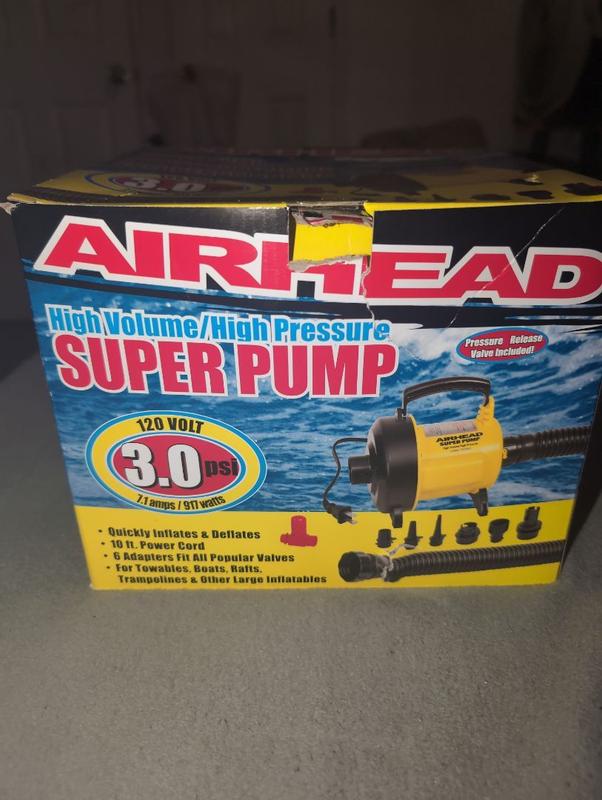 3.0
AIRHEAD
High Volume/High Pressure
SUPER PUMP
Pressure Release
Valve Included!
120 VOLT
3.0 psi
7.1 amps / 917 watts
AIRHEAD
SUPER PUMP
• Quickly Inflates & Deflates
• 10 ft. Power Cord
• 6 Adapters Fit All Popular Valves
• For Towables, Boats, Rafts,
Trampolines & Other Large Inflatables